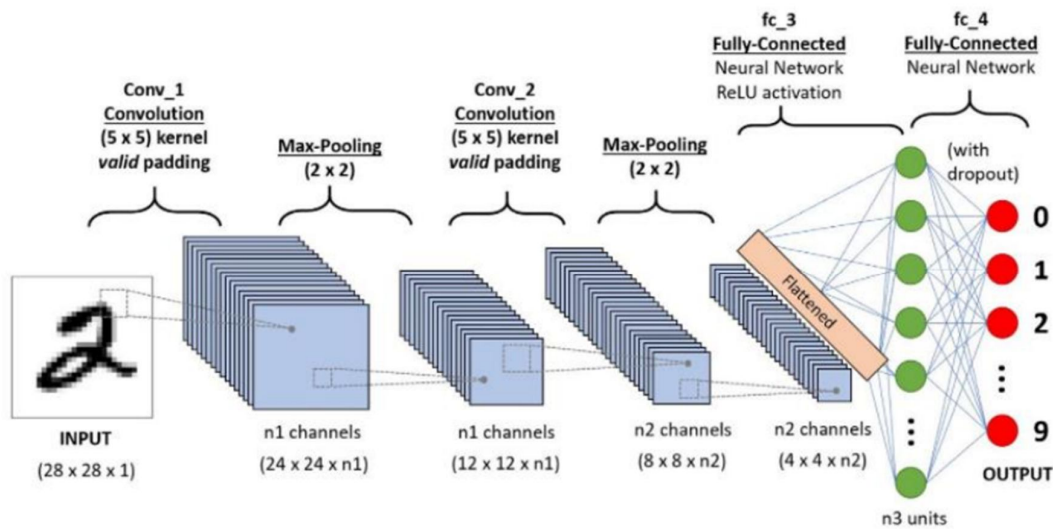 Conv_1
Convolution
(5 x 5) kernel
valid padding
Max-Pooling
(2 x 2)
Conv_2
Convolution
(5 x 5) kernel
valid padding
Max-Pooling
(2 x 2)
fc_3
Fully-Connected
Neural Network
ReLU activation
fc_4
Fully-Connected
Neural Network
(with
dropout)
Flattened
0
1
2
9
OUTPUT
2
INPUT
(28 x 28 x 1)
n1 channels
(24 x 24 x n1)
n1 channels
(12 x 12 x n1)
n2 channels
(8 x 8 x n2)
n2 channels
(4 x 4 x n2)
n3 units